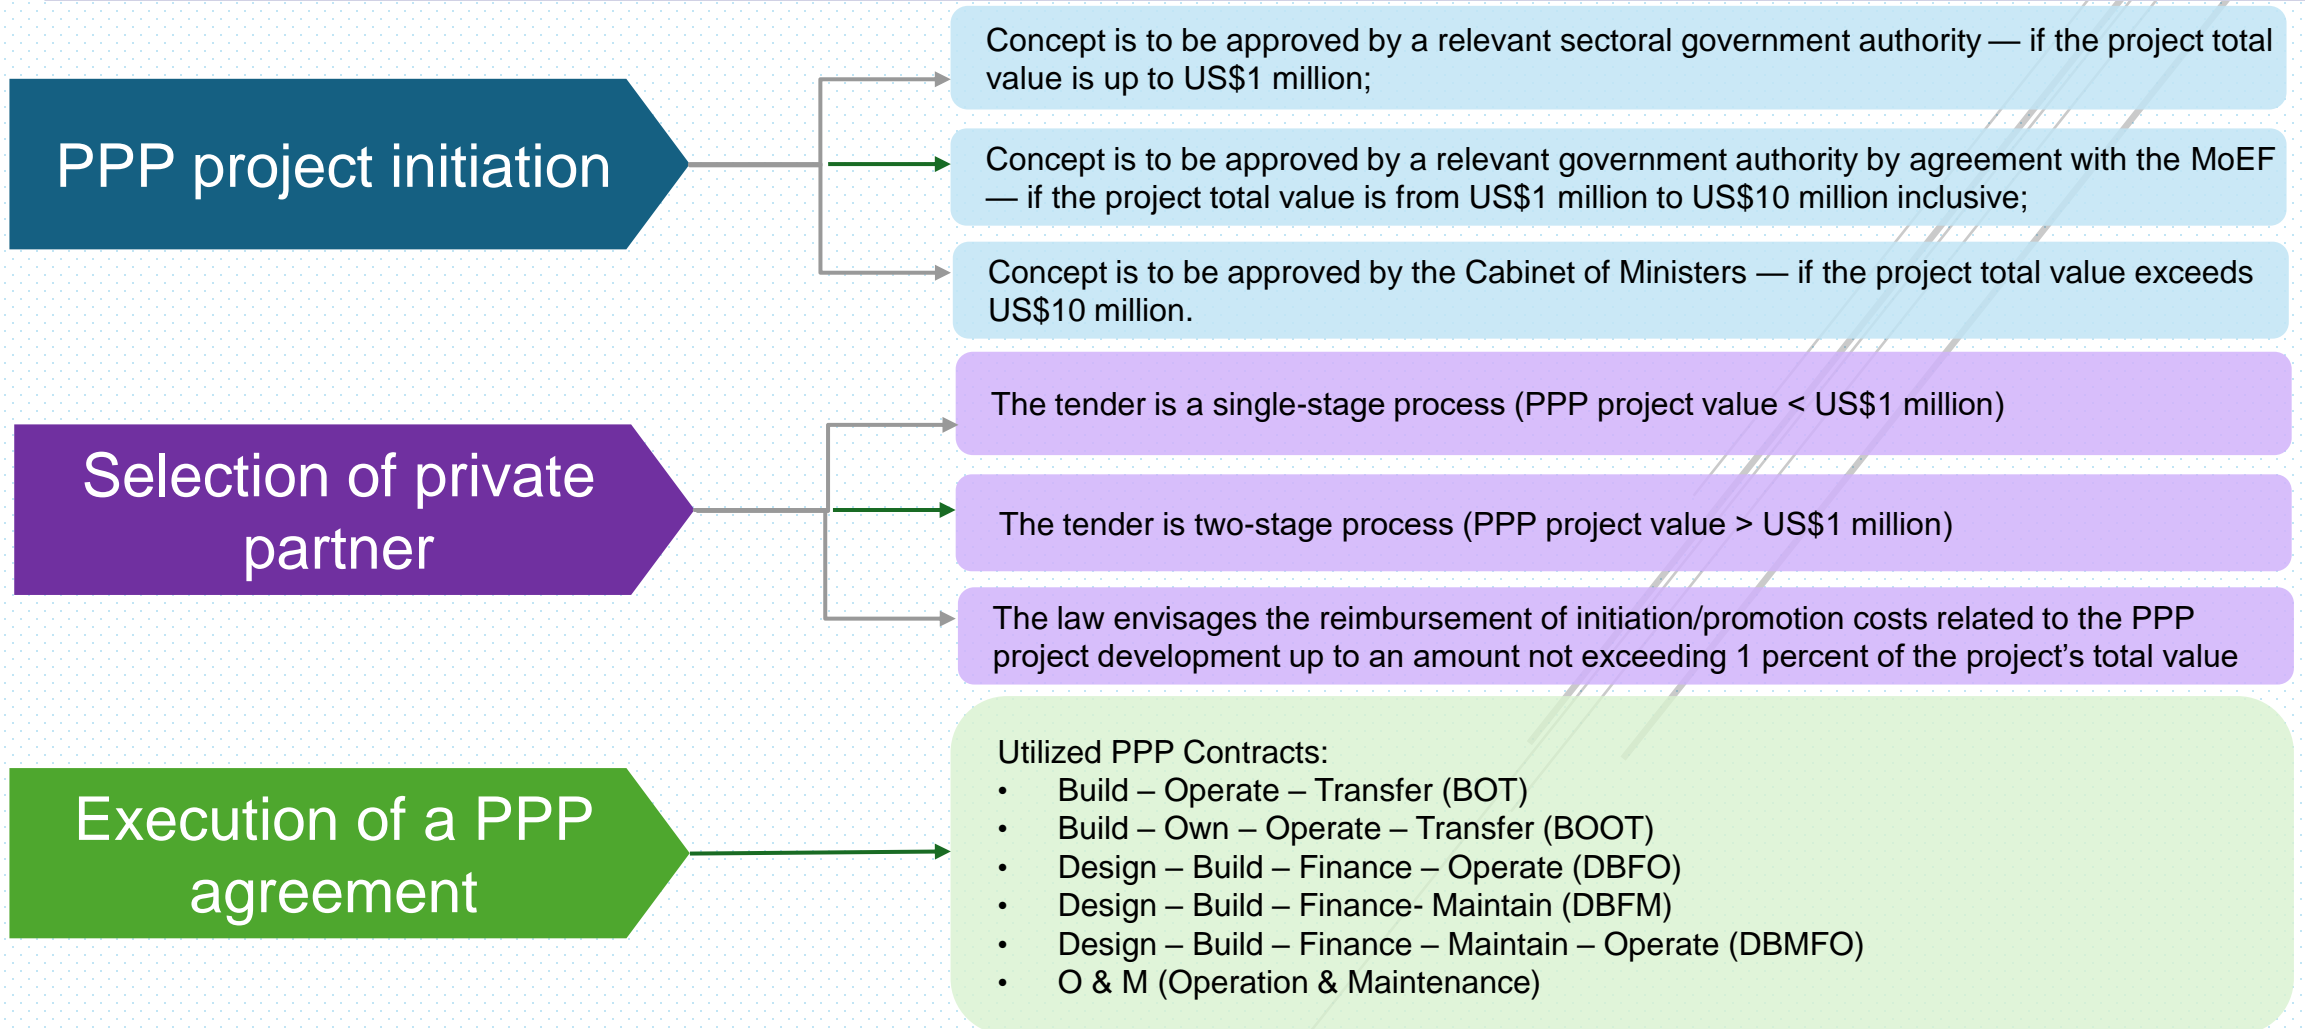 PPP project initiation
Concept is to be approved by a relevant sectoral government authority — if the project total
value is up to US$1 million;
Concept is to be approved by a relevant government authority by agreement with the MoEF
— if the project total value is from US$1 million to US$10 million inclusive;
Concept is to be approved by the Cabinet of Ministers — if the project total value exceeds
US$10 million.
Selection of private
partner
The tender is a single-stage process (PPP project value < US$1 million)
The tender is two-stage process (PPP project value > US$1 million)
The law envisages the reimbursement of initiation/promotion costs related to the PPP
project development up to an amount not exceeding 1 percent of the project’s total value
Execution of a PPP
agreement
Utilized PPP Contracts:
• Build – Operate – Transfer (BOT)
• Build – Own – Operate – Transfer (BOOT)
• Design – Build – Finance – Operate (DBFO)
• Design – Build – Finance- Maintain (DBFM)
• Design – Build – Finance – Maintain – Operate (DBMFO)
• O & M (Operation & Maintenance)